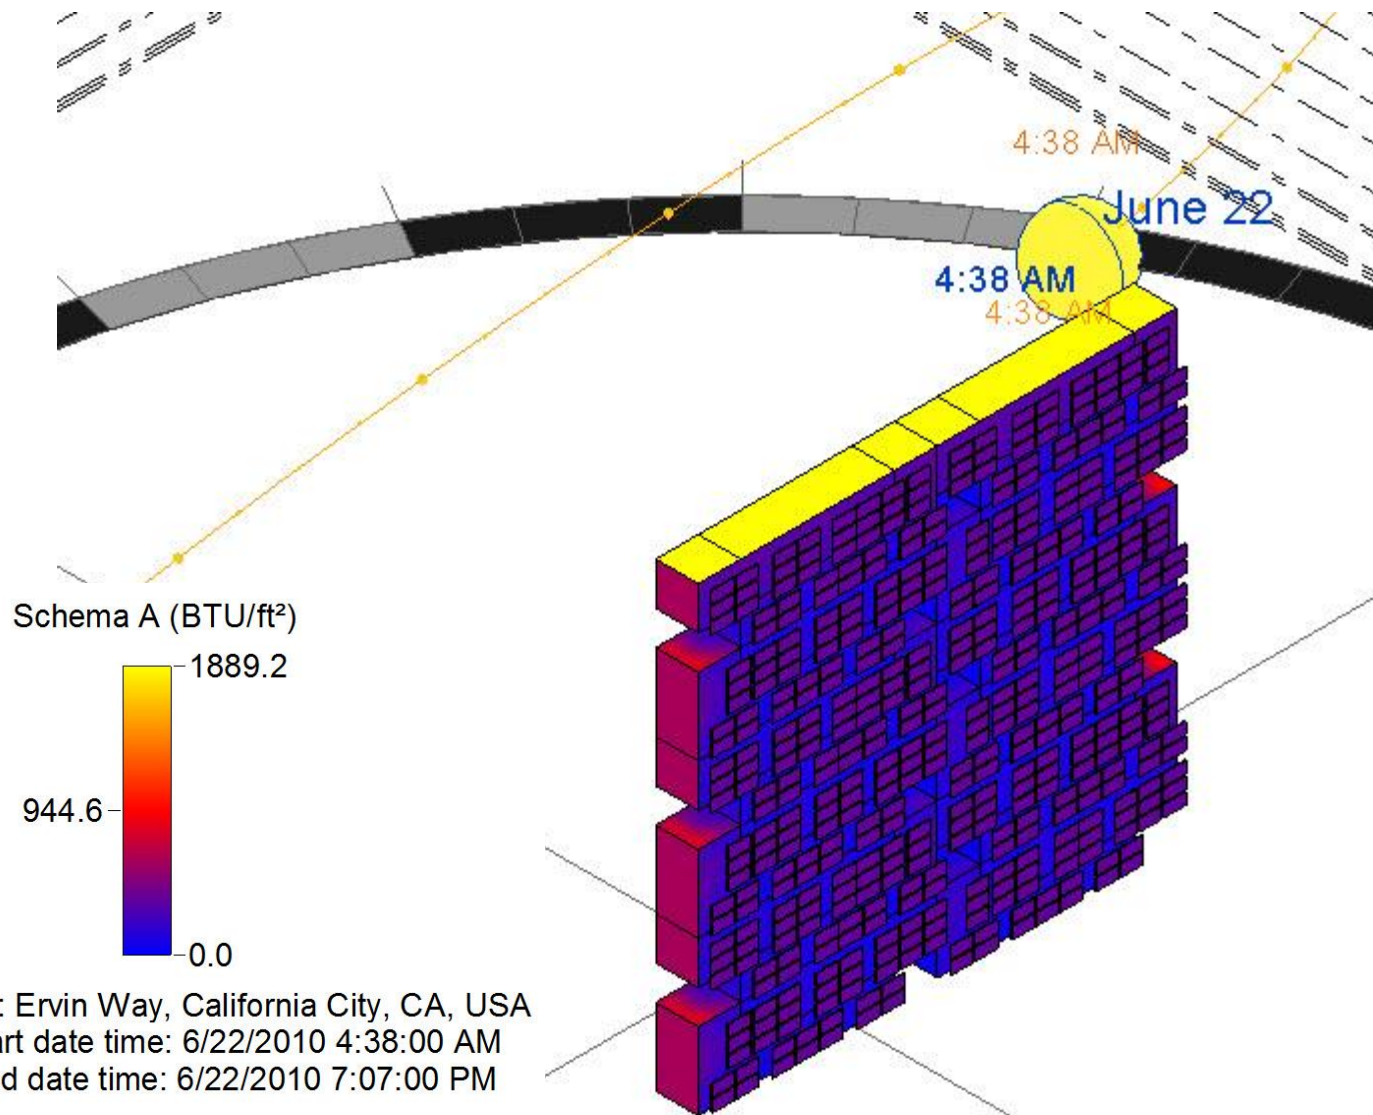 4:38 AM
June 22
4:38 AM
4:38 AM
Schema A (BTU/ft²)
1889.2
944.6
0.0
: Ervin Way, California City, CA, USA
art date time: 6/22/2010 4:38:00 AM
d date time: 6/22/2010 7:07:00 PM